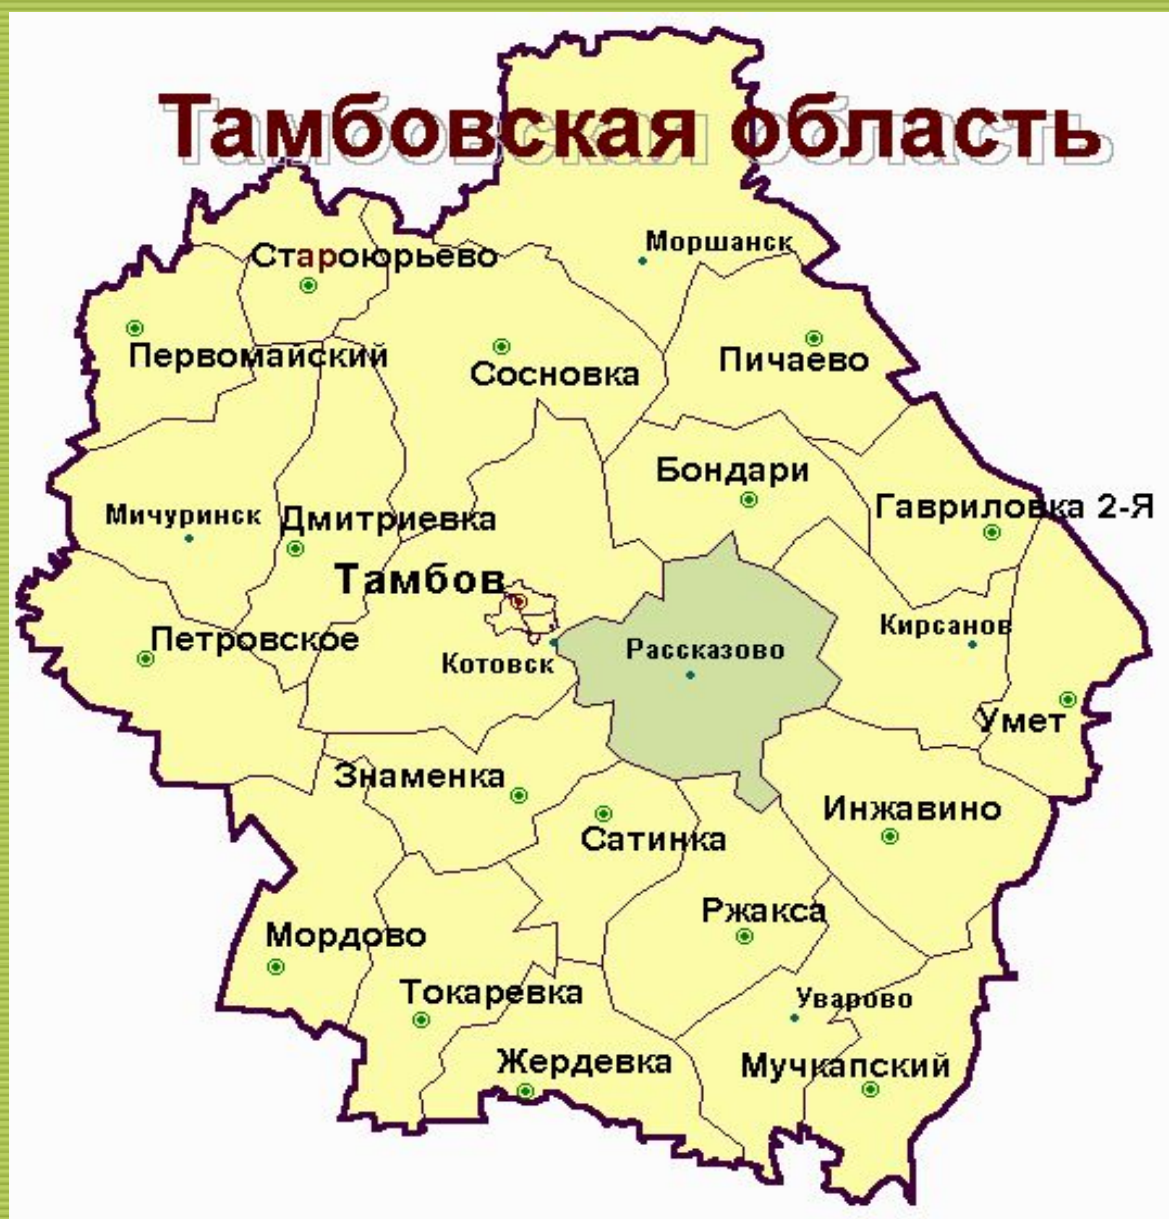 Тамбовская область
Моршанск
Староюрьево
Первомайский
Сосновка
Пичаево
Бондари
Гавриловка 2-Я
Мичуринск
Дмитриевка
Тамбов
Кирсанов
Петровское
Котовск
Рассказово
Умет
Знаменка
Инжавино
Сатинка
Ржакса
Мордово
Токаревка
Уварово
Жердевка
Мучкапский